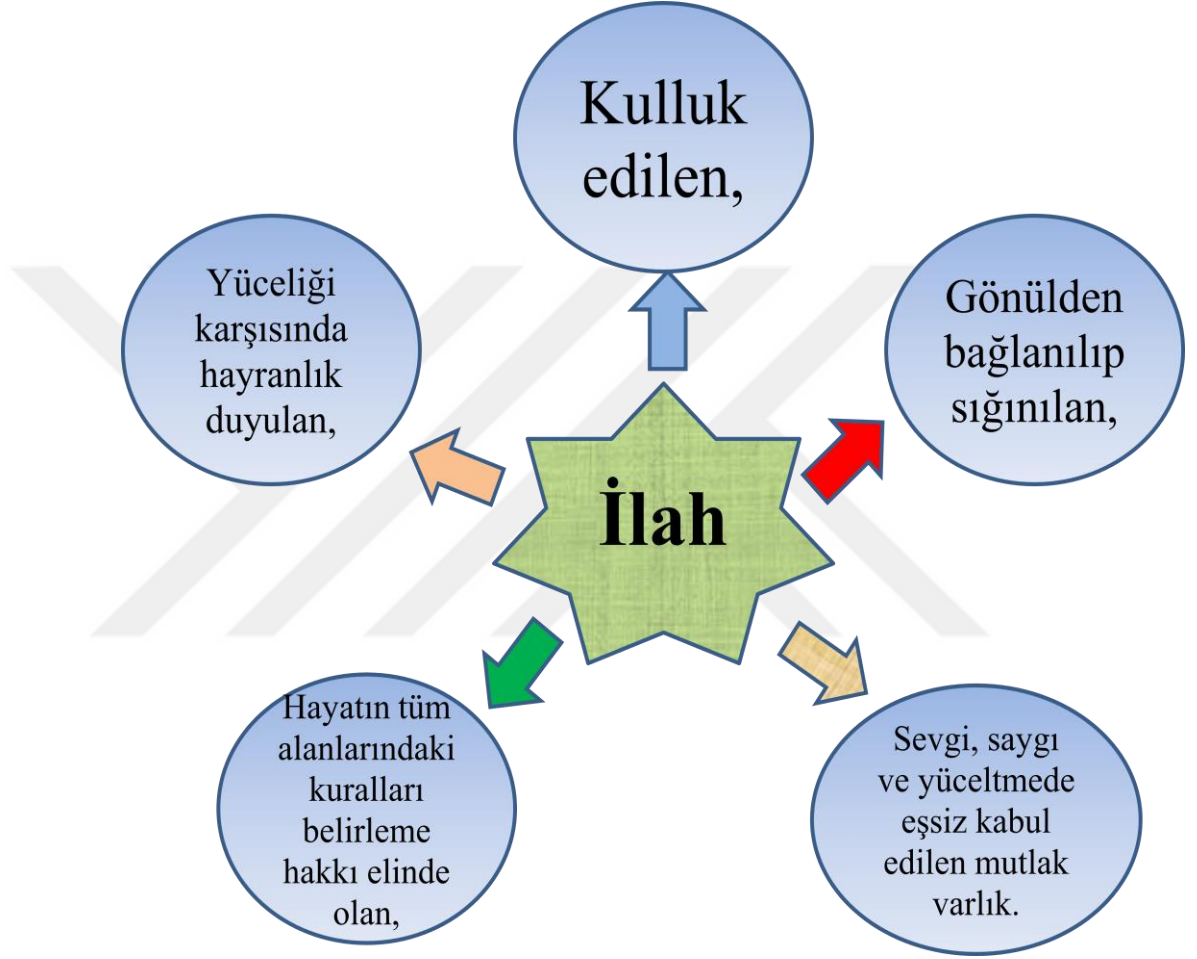 Kulluk
edilen,
Yüceliği
karşısında
hayranlık
duyulan,
Gönülden
bağlanılıp
sığınılan,
İlah
Hayatın tüm
alanlarındaki
kuralları
belirleme
hakkı elinde
olan,
Sevgi, saygı
ve yüceltmede
eşsiz kabul
edilen mutlak
varlık.